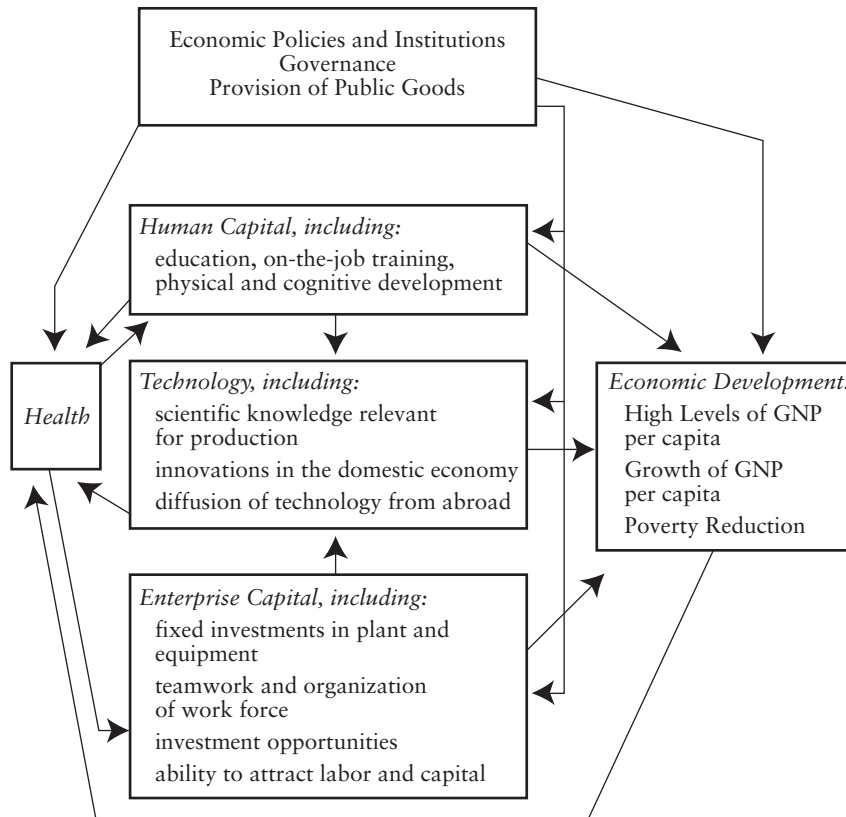 Economic Policies and Institutions
Governance
Provision of Public Goods
Human Capital, including:
education, on-the-job training,
physical and cognitive development
Health
Technology, including:
scientific knowledge relevant
for production
innovations in the domestic economy
diffusion of technology from abroad
Economic Development:
High Levels of GNP
per capita
Growth of GNP
per capita
Poverty Reduction
Enterprise Capital, including:
fixed investments in plant and
equipment
teamwork and organization
of work force
investment opportunities
ability to attract labor and capital